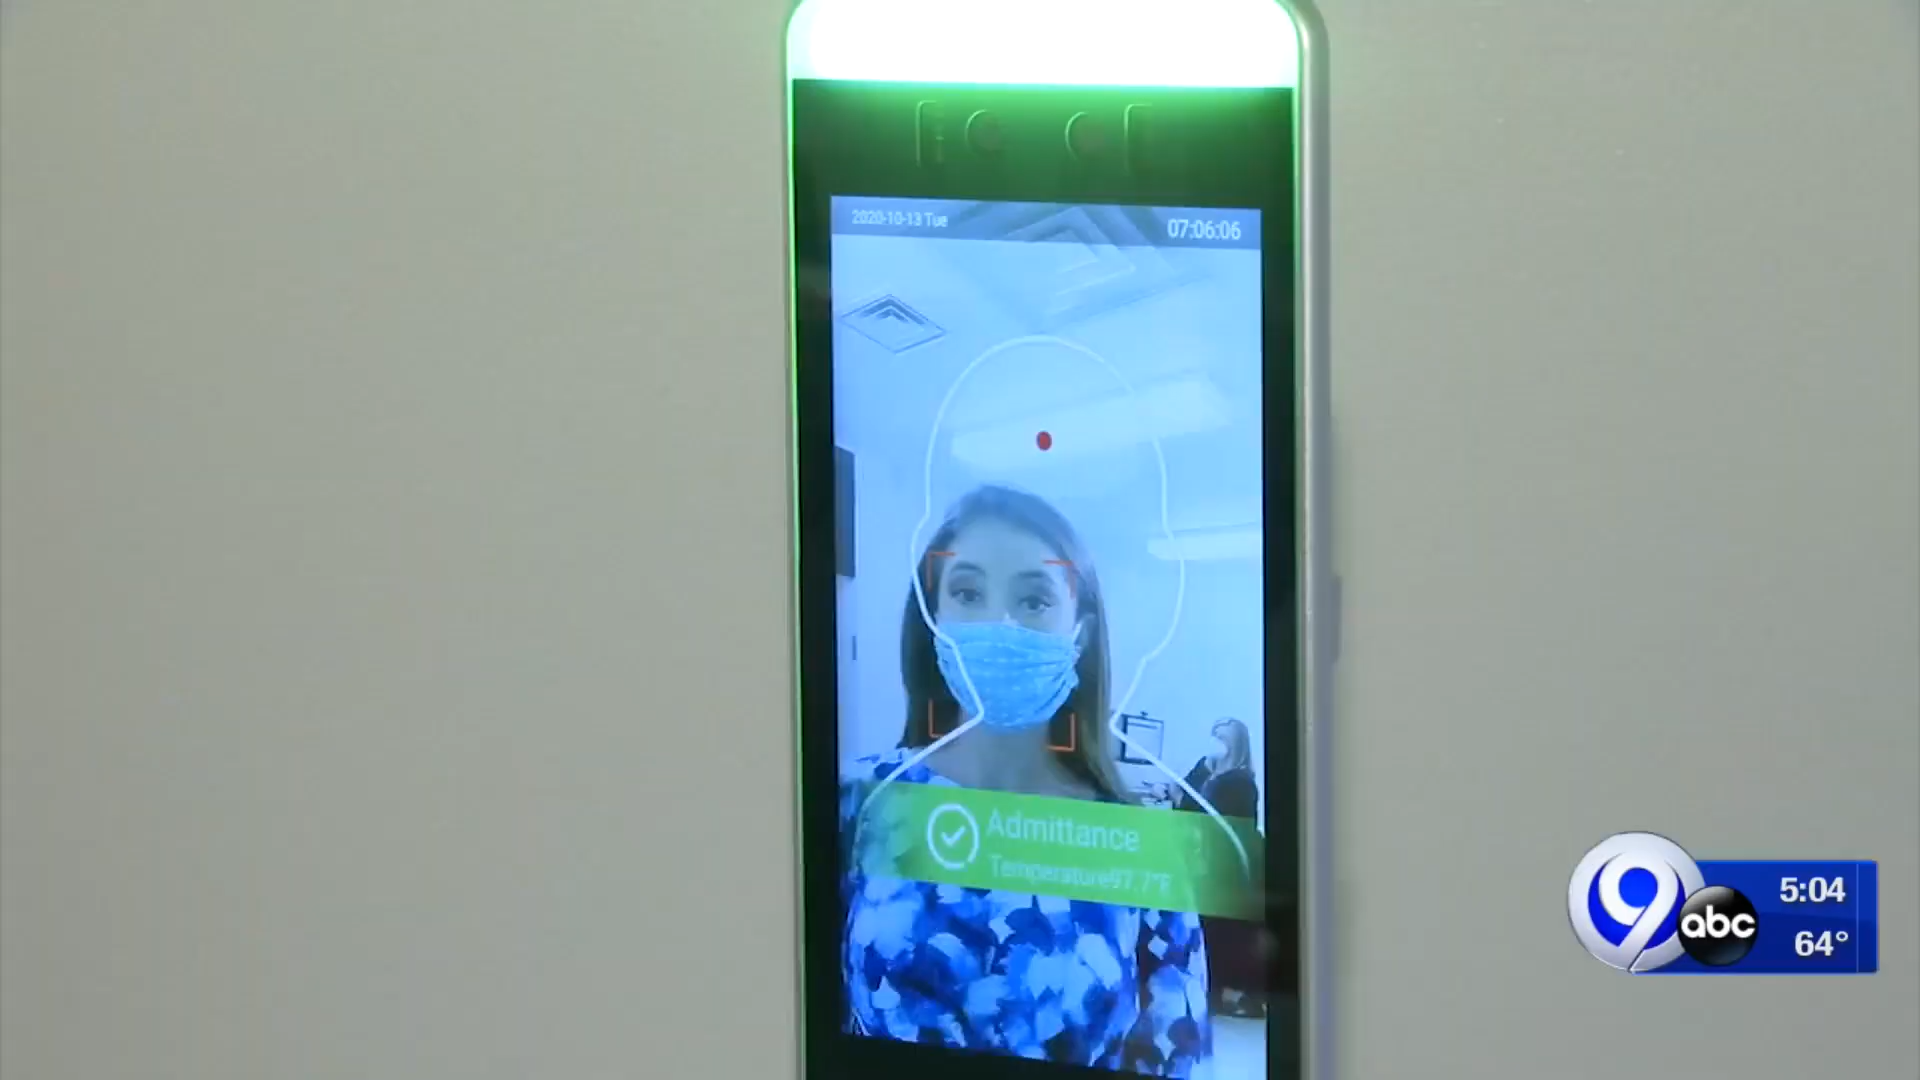 2020-10-13 Tue
07:06:06
Admittance
Temperature97.7°F
9
abc
5:04
64°